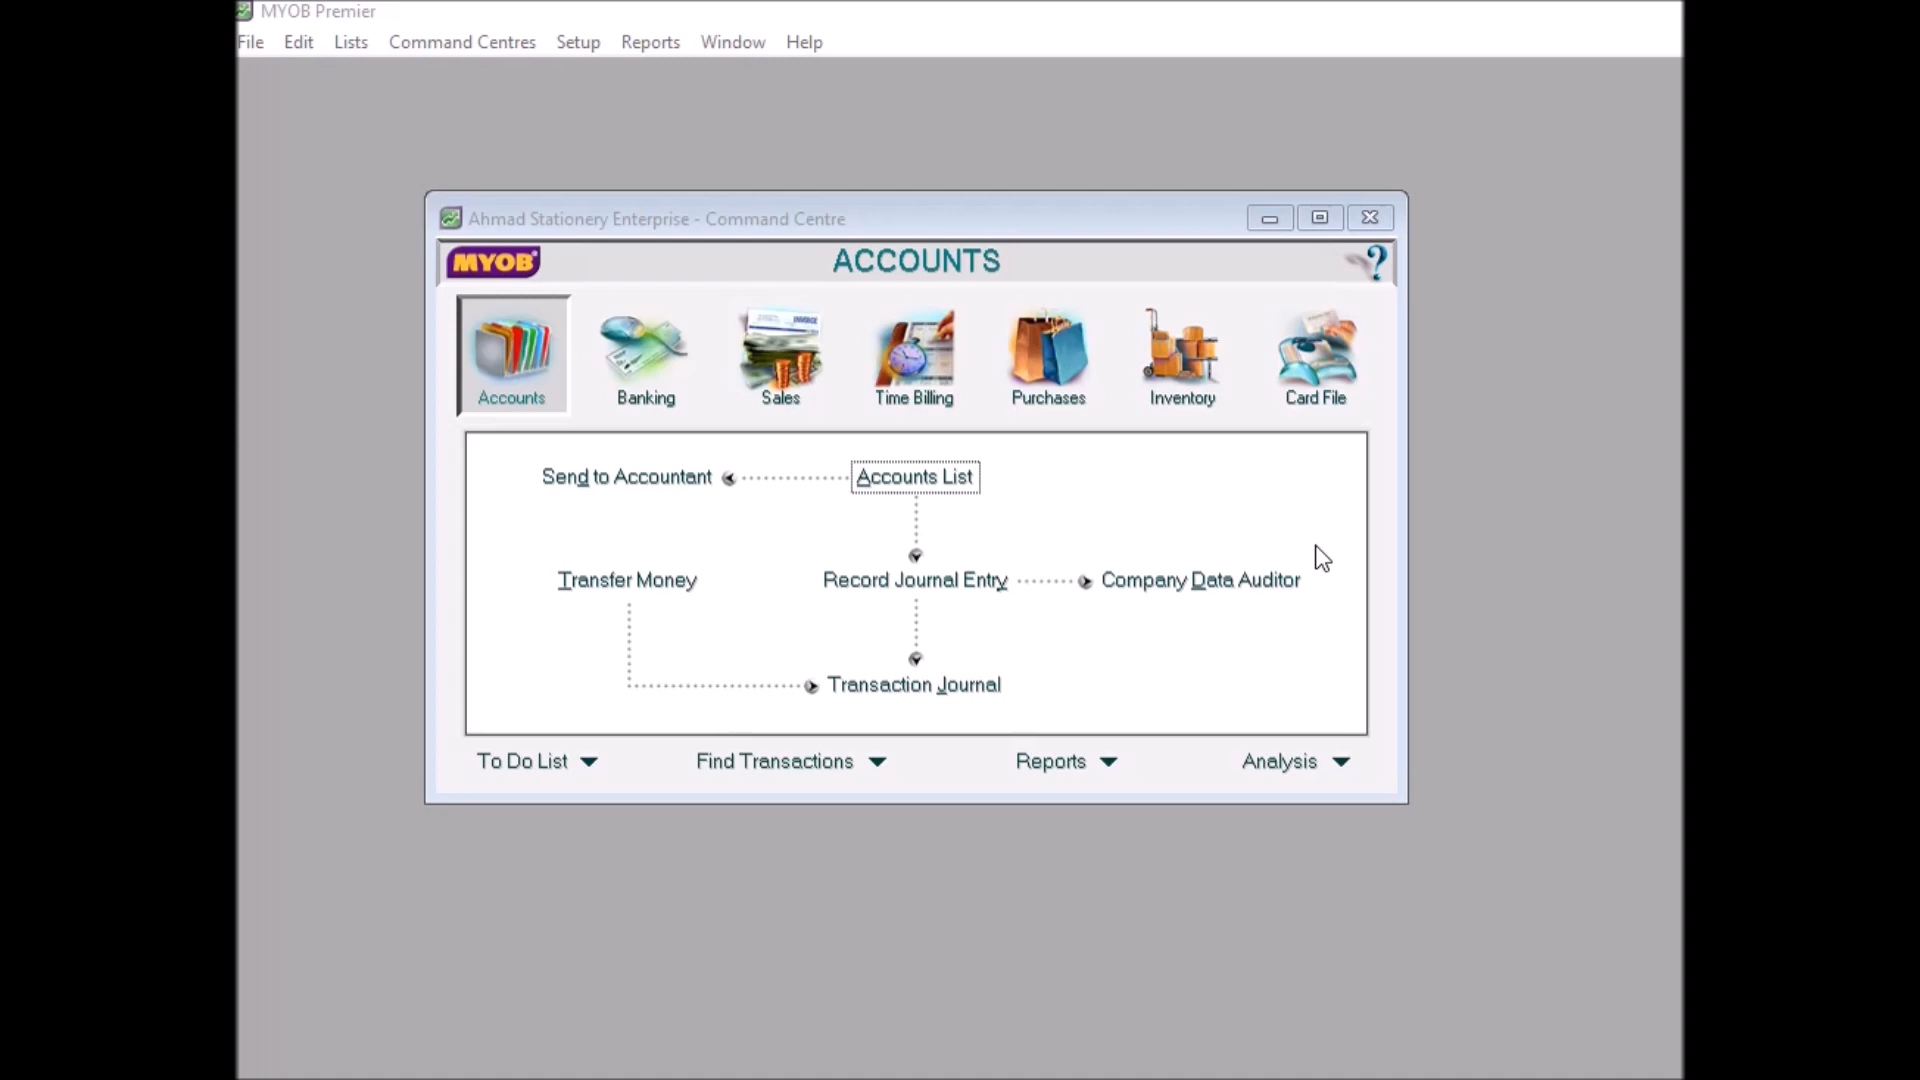 MYOB Premier
File Edit Lists Command Centres Setup Reports Window Help
Ahmad Stationery Enterprise - Command Centre
MYOB ACCOUNTS ?
Accounts Banking Sales Time Billing Purchases Inventory Card File
Send to Accountant Accounts List
Transfer Money Record Journal Entry Company Data Auditor
Transaction Journal
To Do List Find Transactions Reports Analysis